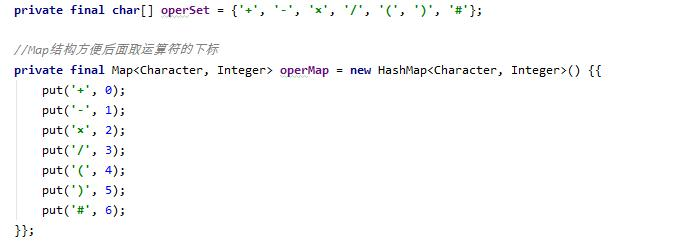 private final char[] operSet = {'+', '-', '×', '/', '(', ')', '#'};
//Map结构方便后面取运算符的下标
private final Map<Character, Integer> operMap = new HashMap<Character, Integer>() {{
put('+', 0);
put('-', 1);
put('×', 2);
put('/', 3);
put('(', 4);
put(')', 5);
put('#', 6);
}};